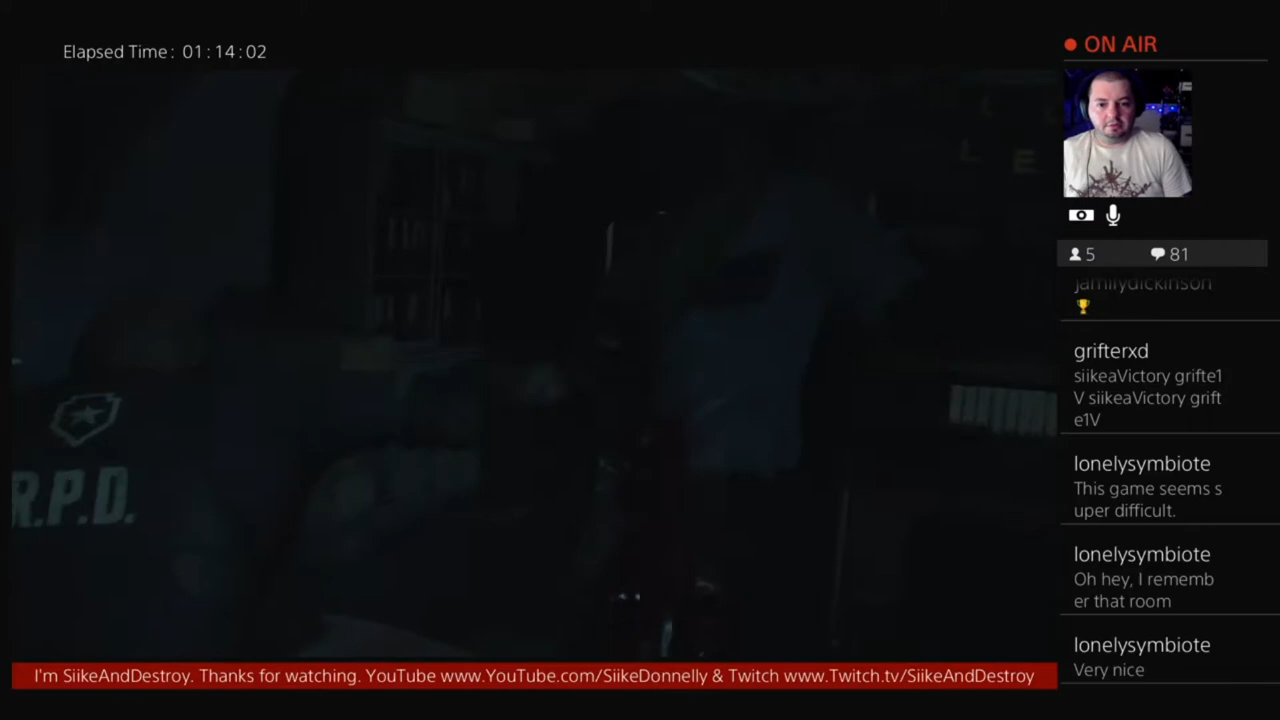 Elapsed Time: 01:14:02
ON AIR
5 81
jamilydickinson
🏆
grifterxd
siikeaVictory grifte1
V siikeaVictory grift
e1V
lonelysymbiote
This game seems s
uper difficult.
lonelysymbiote
Oh hey, I rememb
er that room
lonelysymbiote
Very nice
R.P.D.
I'm SiikeAndDestroy. Thanks for watching. YouTube www.YouTube.com/SiikeDonnelly & Twitch www.Twitch.tv/SiikeAndDestroy